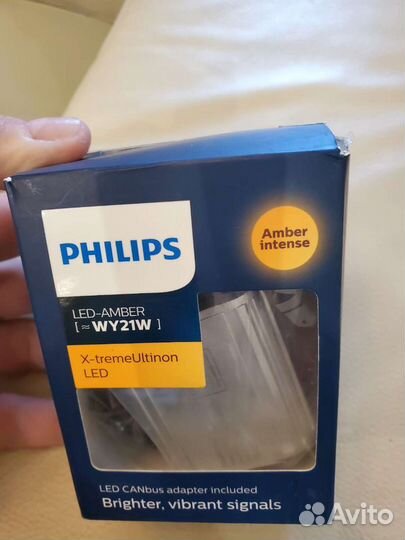 PHILIPS
Amber
intense
LED-AMBER
[ ≈ WY21W ]
X-tremeUltinon
LED
LED CANbus adapter included
Brighter, vibrant signals
Avito